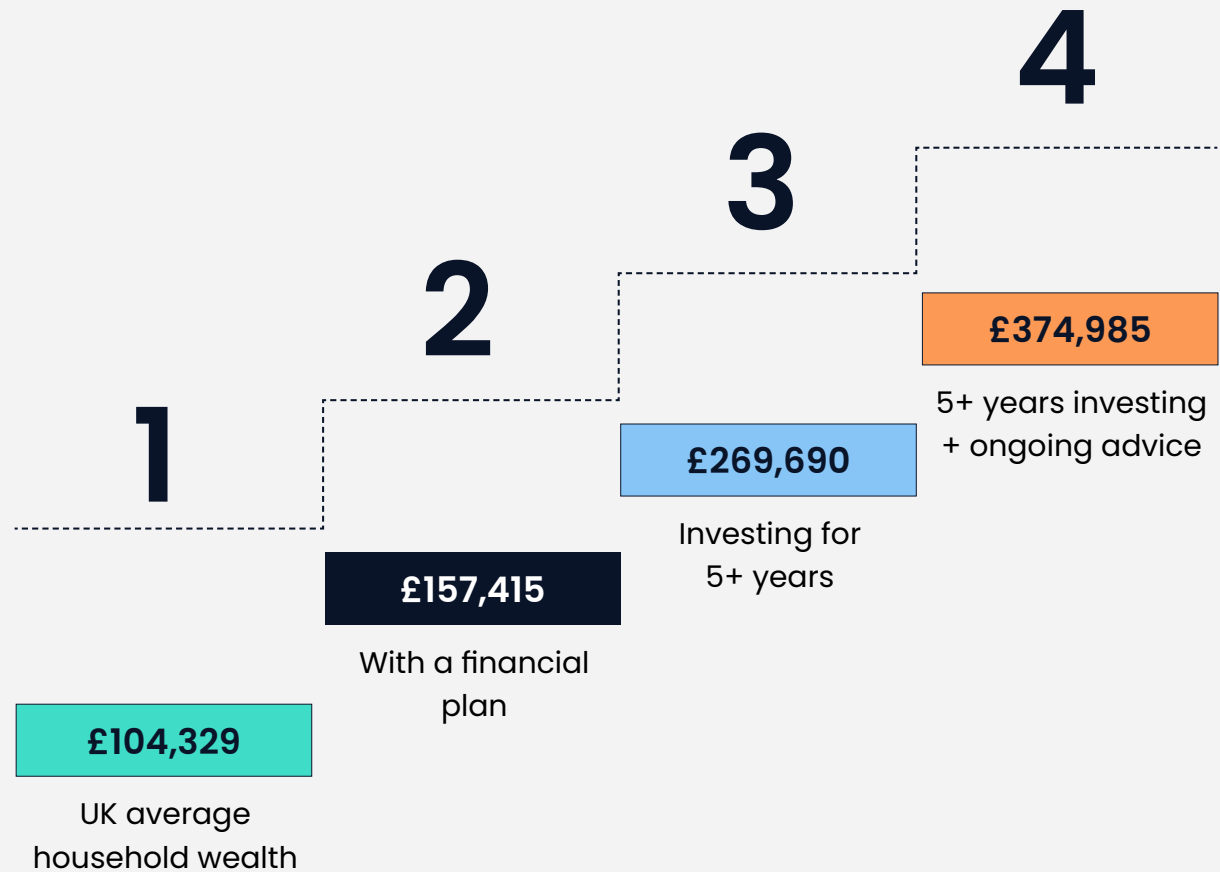 1
£104,329
UK average
household wealth
2
£157,415
With a financial
plan
3
£269,690
Investing for
5+ years
4
£374,985
5+ years investing
+ ongoing advice